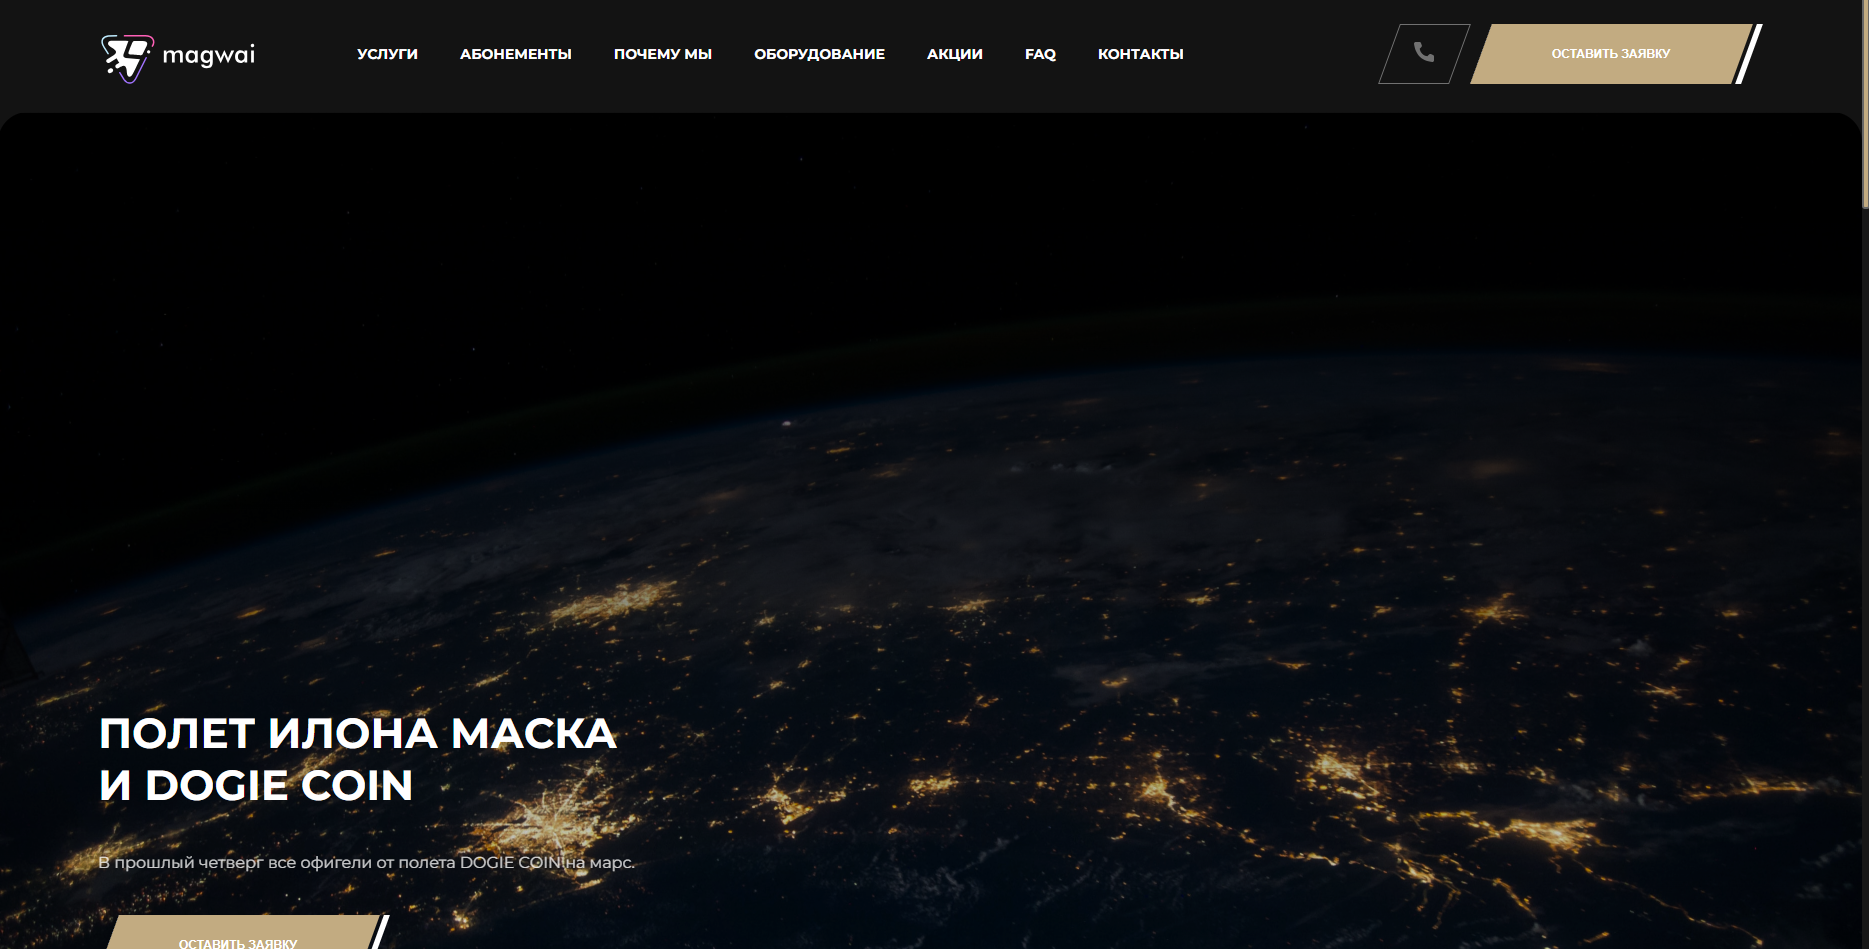 magwai
УСЛУГИ
АБОНЕМЕНТЫ
ПОЧЕМУ МЫ
ОБОРУДОВАНИЕ
АКЦИИ
FAQ
КОНТАКТЫ
ОСТАВИТЬ ЗАЯВКУ
ПОЛЕТ ИЛОНА МАСКА
И DOGIE COIN
В прошлый четверг все офигели от полета DOGIE COIN!на марс.
ОСТАВИТЬ ЗАЯВКУ